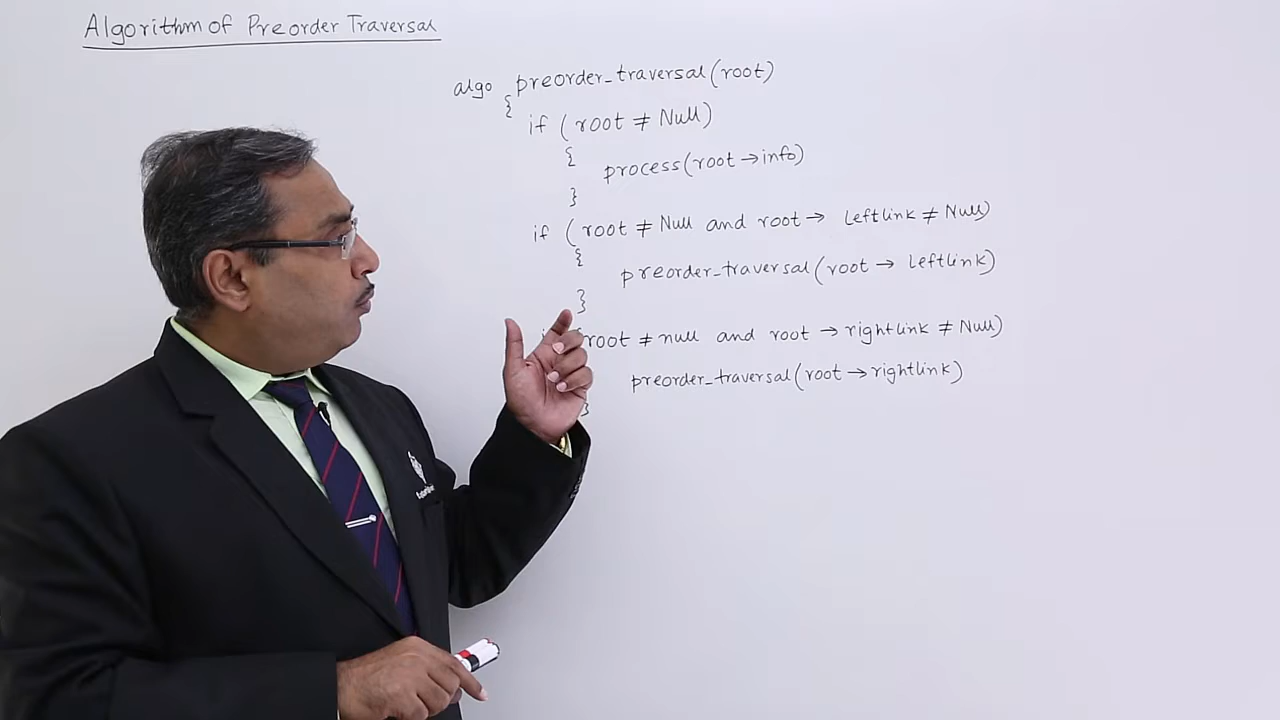 Algorithm of Preorder Traversal
algo preorder_traversal(root)
{
if (root ≠ Null)
{
process(root→info)
}
if (root ≠ Null and root→ Leftlink ≠ Null)
{
preorder_traversal(root→ Leftlink)
}
root ≠ null and root → rightlink ≠ Null)
preorder_traversal(root→rightlink)
}